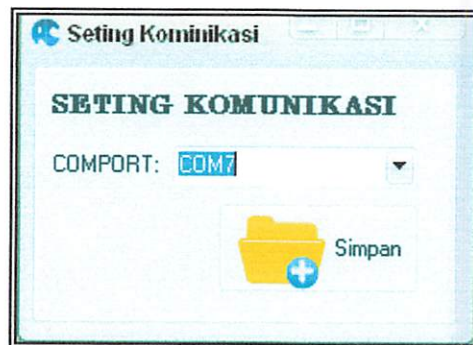 Seting Kominikasi
SETING KOMUNIKASI
COMPORT: COM7
Simpan